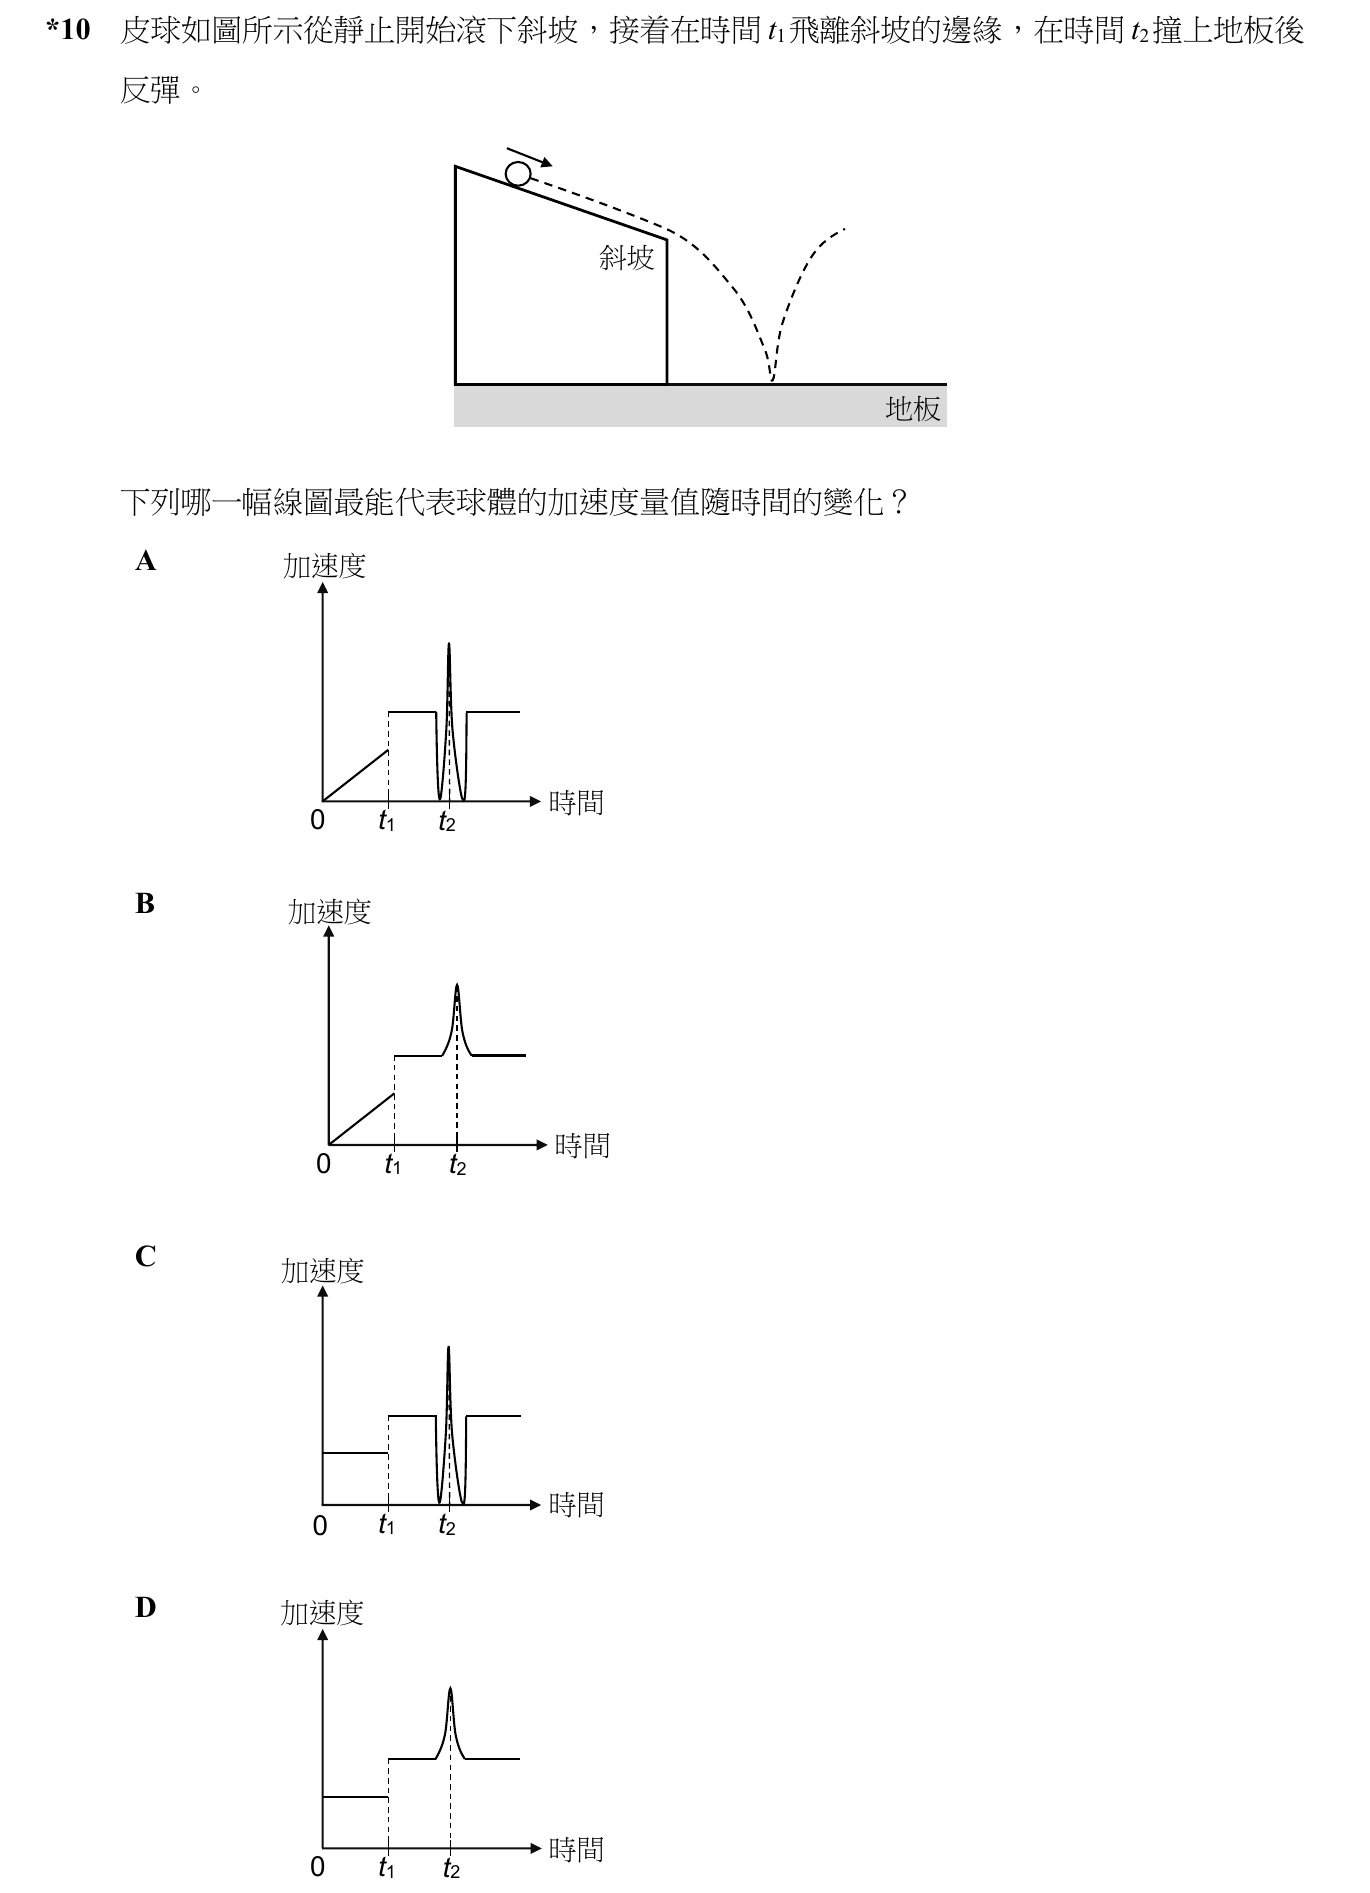 *10 皮球如圖所示從靜止開始滾下斜坡，接着在時間 t1 飛離斜坡的邊緣，在時間 t2 撞上地板後
反彈。
斜坡
地板
下列哪一幅線圖最能代表球體的加速度量值隨時間的變化？
A
加速度
時間
0 t1 t2
B
加速度
時間
0 t1 t2
C
加速度
時間
0 t1 t2
D
加速度
時間
0 t1 t2